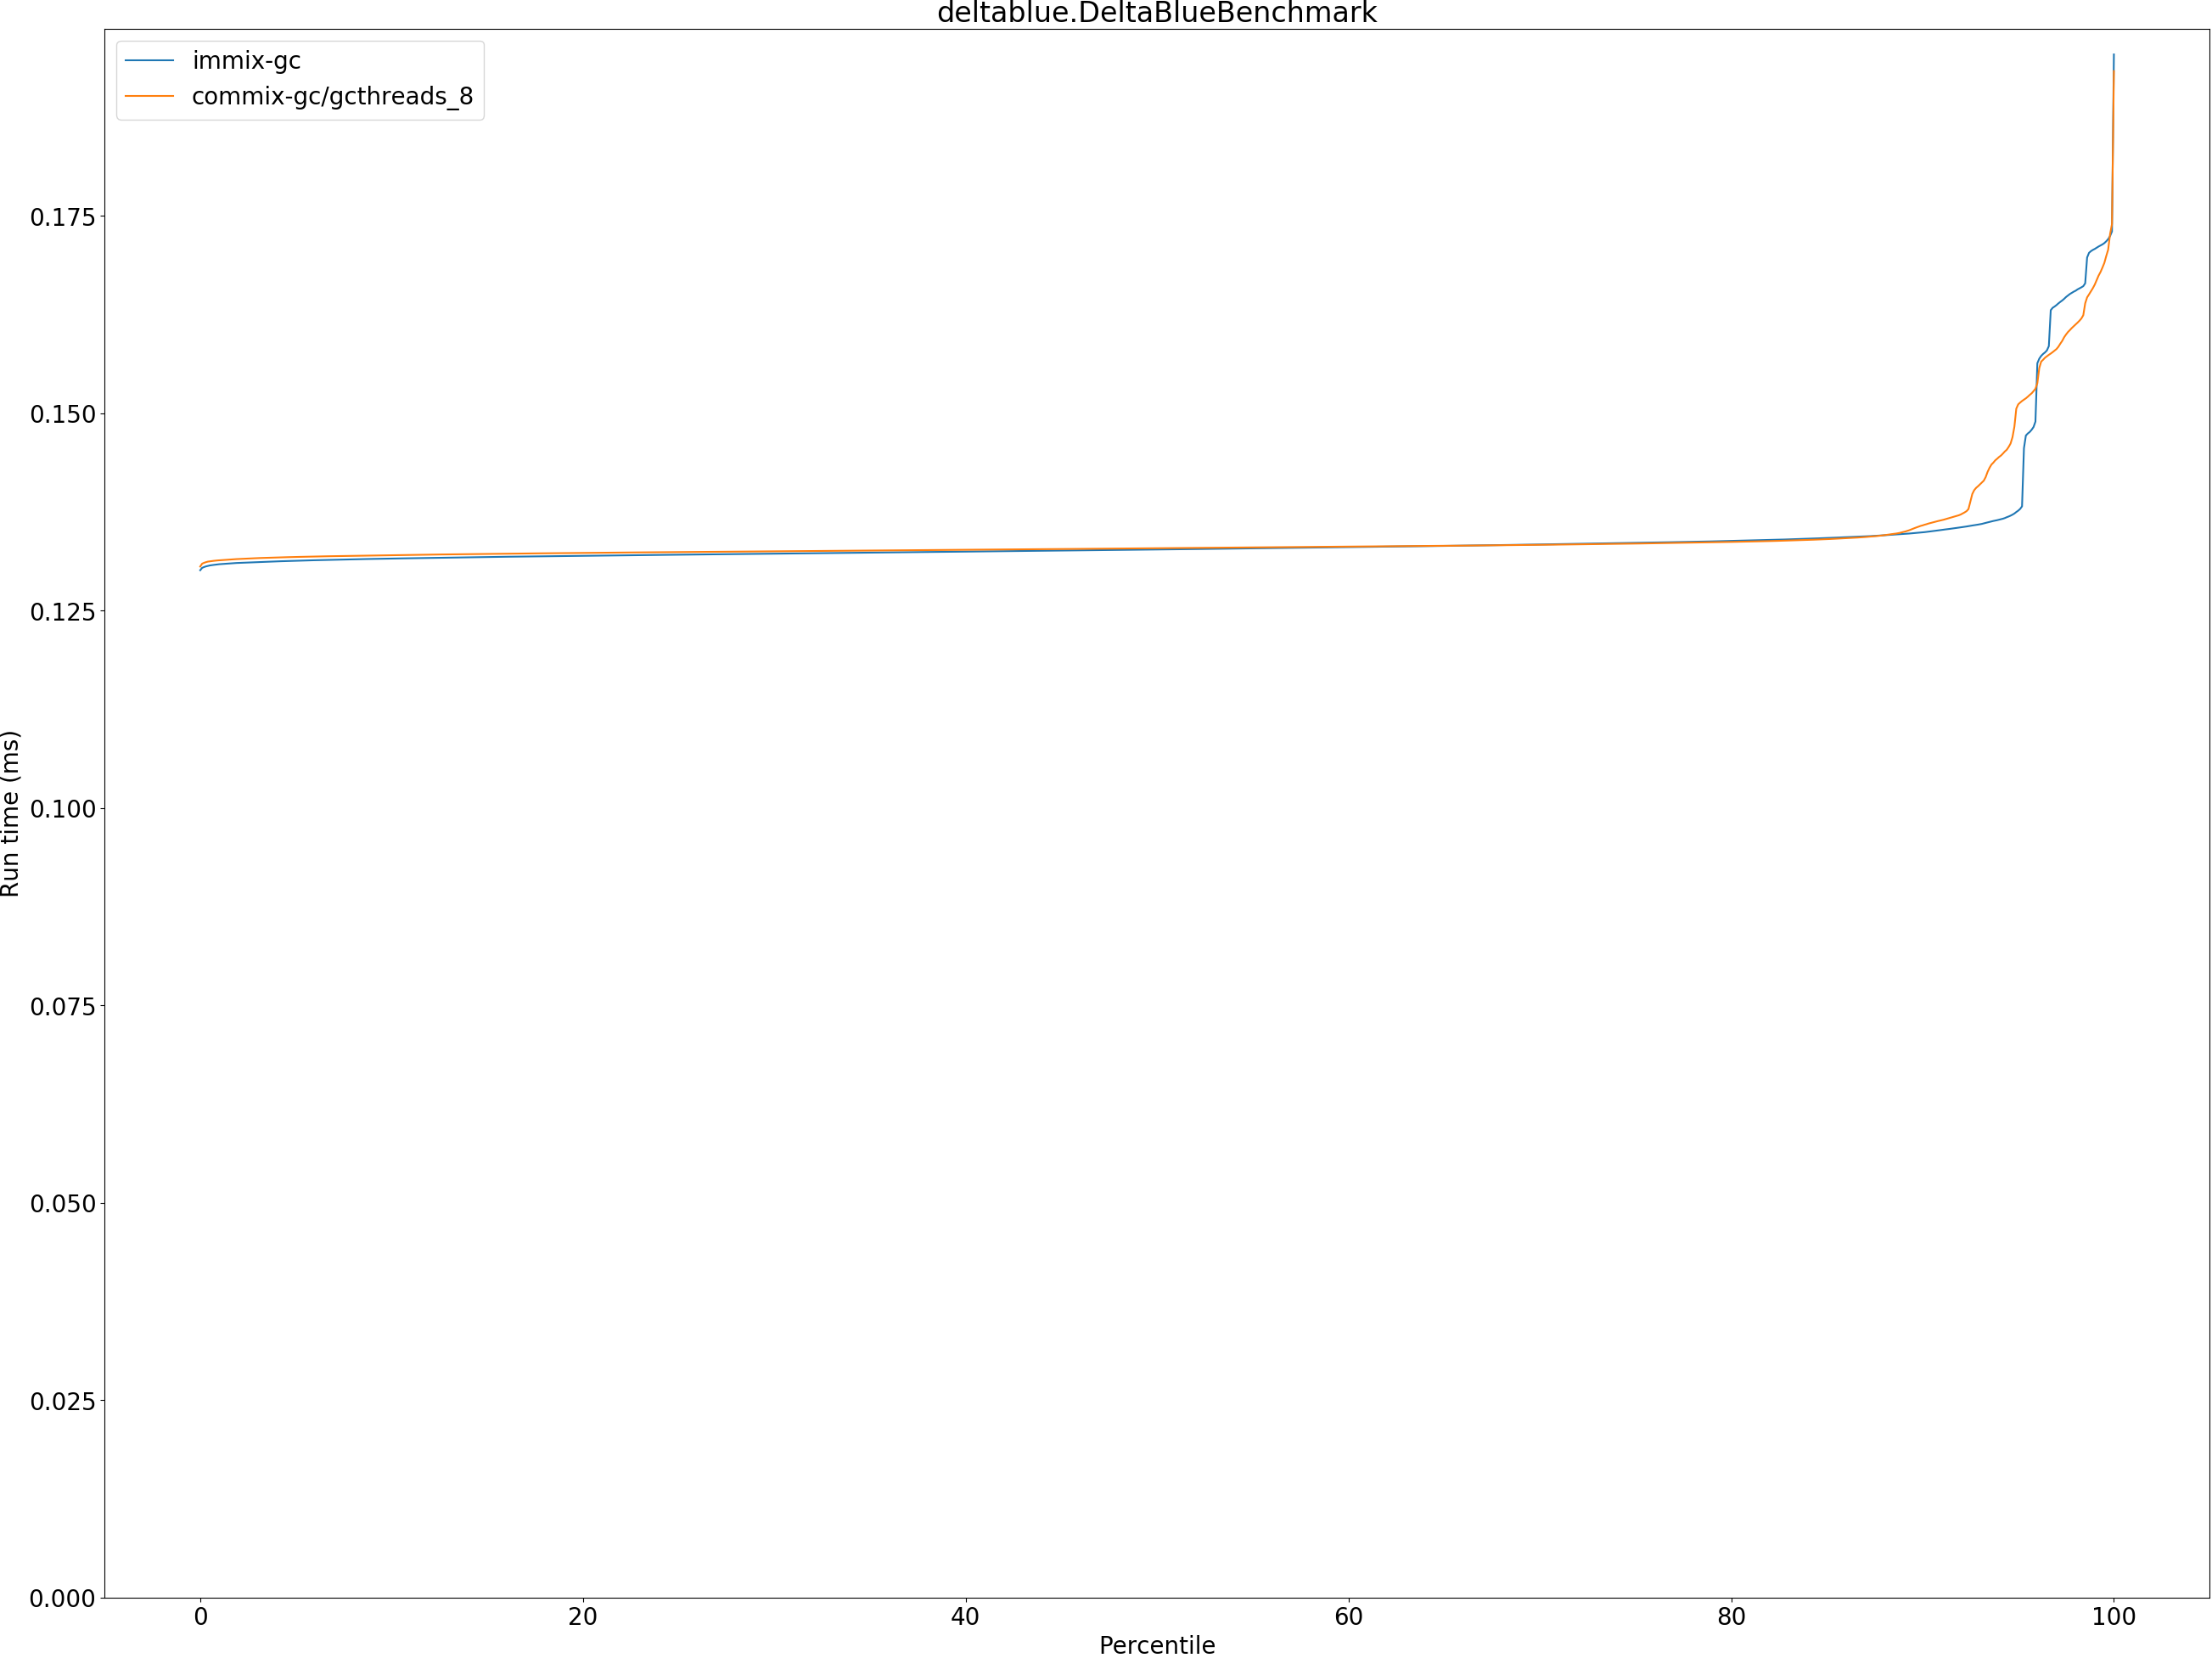 deltablue.DeltaBlueBenchmark
immix-gc
commix-gc/gcthreads_8
Run time (ms)
0.175
0.150
0.125
0.100
0.075
0.050
0.025
0.000
0 20 40 60 80 100
Percentile